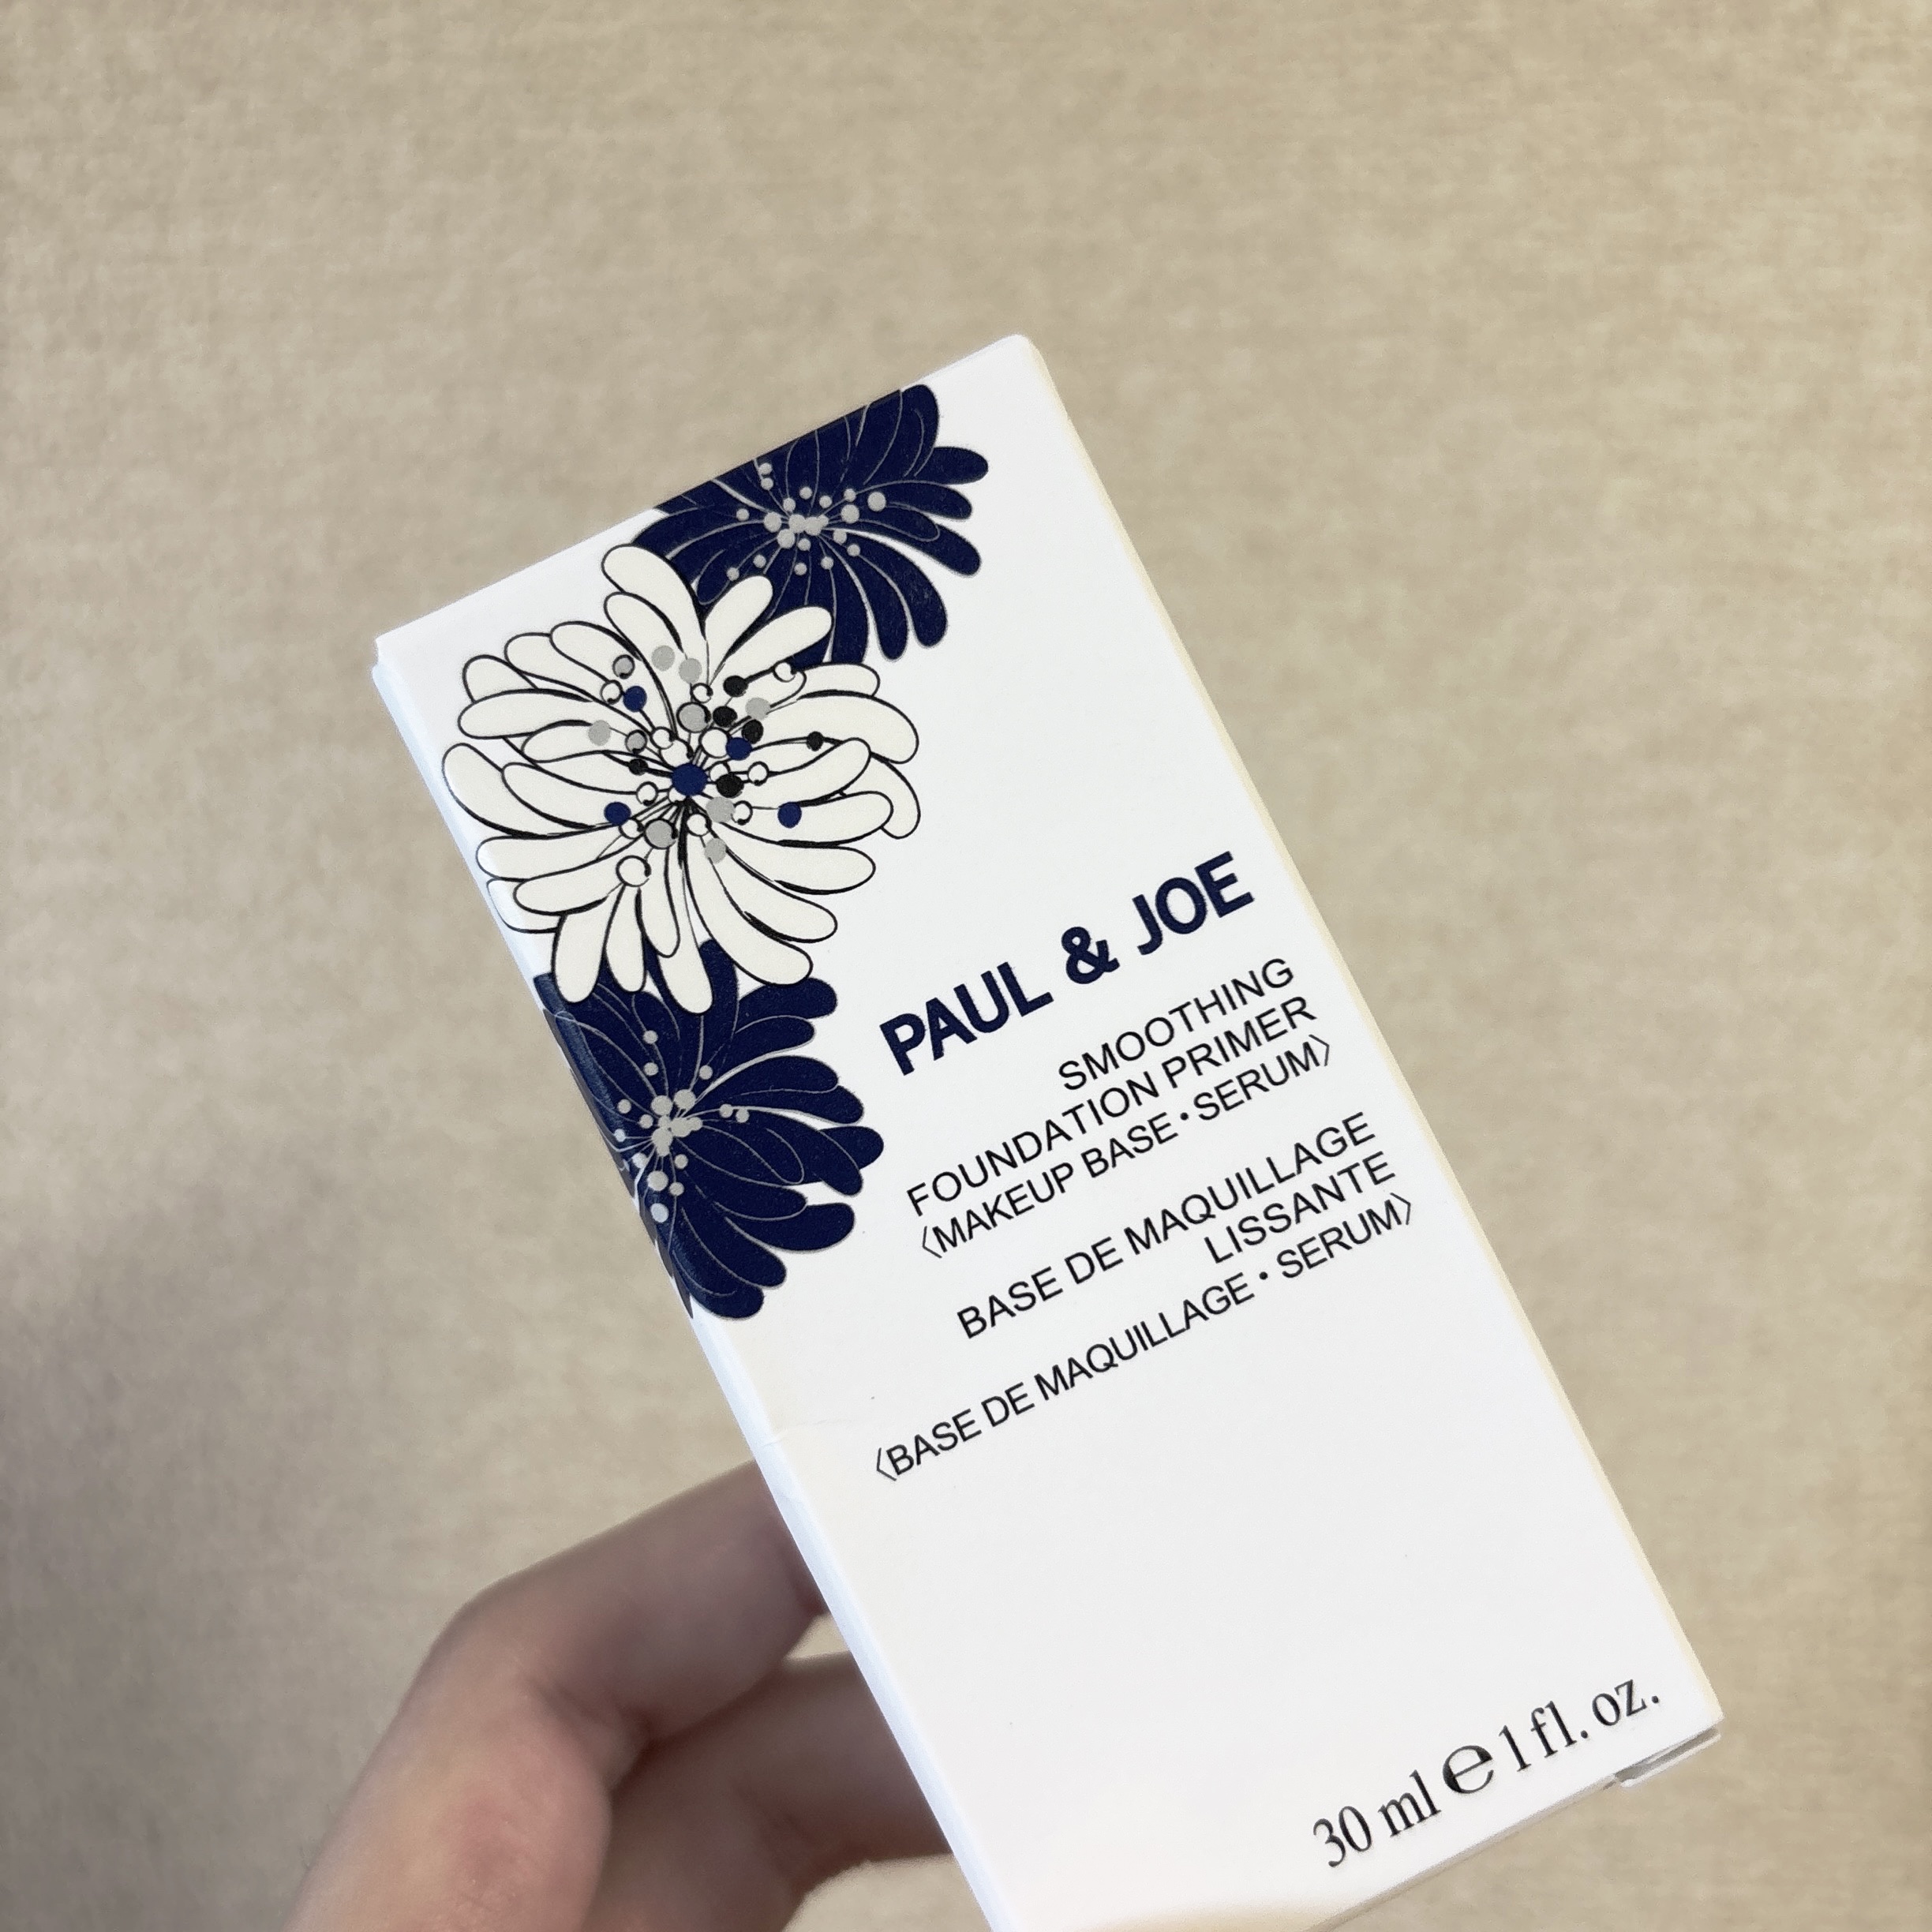 PAUL & JOE
SMOOTHING
FOUNDATION PRIMER
〈MAKEUP BASE・SERUM〉
BASE DE MAQUILLAGE
LISSANTE
〈BASE DE MAQUILLAGE・SERUM〉
30 ml ℮ 1 fl. oz.